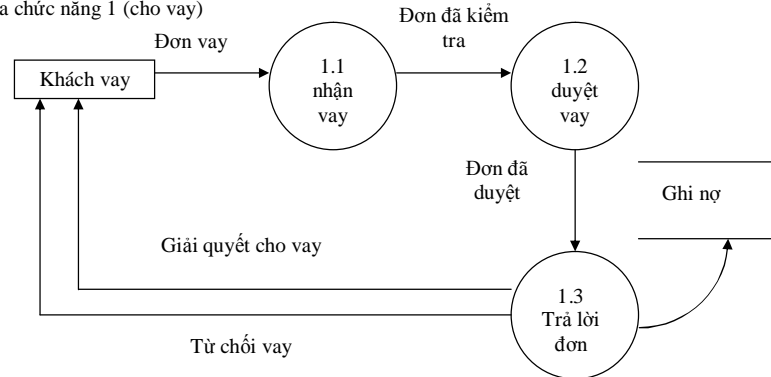 a chức năng 1 (cho vay)
Đơn vay
Đơn đã kiểm
tra
Khách vay
1.1
nhận
vay
1.2
duyệt
vay
Đơn đã
duyệt
Ghi nợ
Giải quyết cho vay
1.3
Trả lời
đơn
Từ chối vay